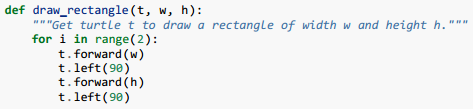 def draw_rectangle(t, w, h):
    """Get turtle t to draw a rectangle of width w and height h."""
    for i in range(2):
        t.forward(w)
        t.left(90)
        t.forward(h)
        t.left(90)